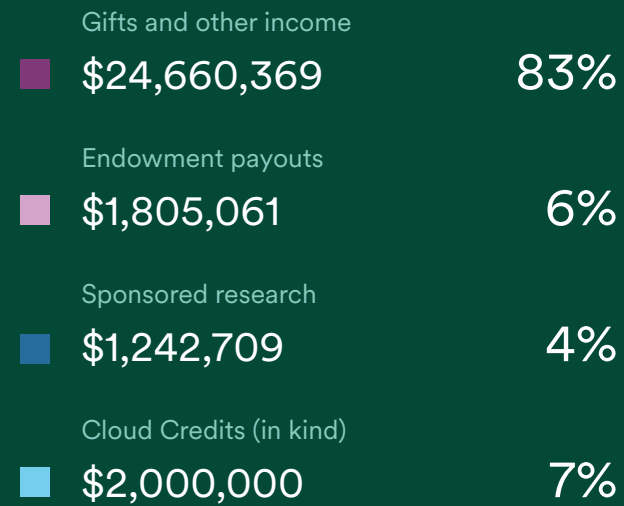 Gifts and other income
$24,660,369 83%
Endowment payouts
$1,805,061 6%
Sponsored research
$1,242,709 4%
Cloud Credits (in kind)
$2,000,000 7%